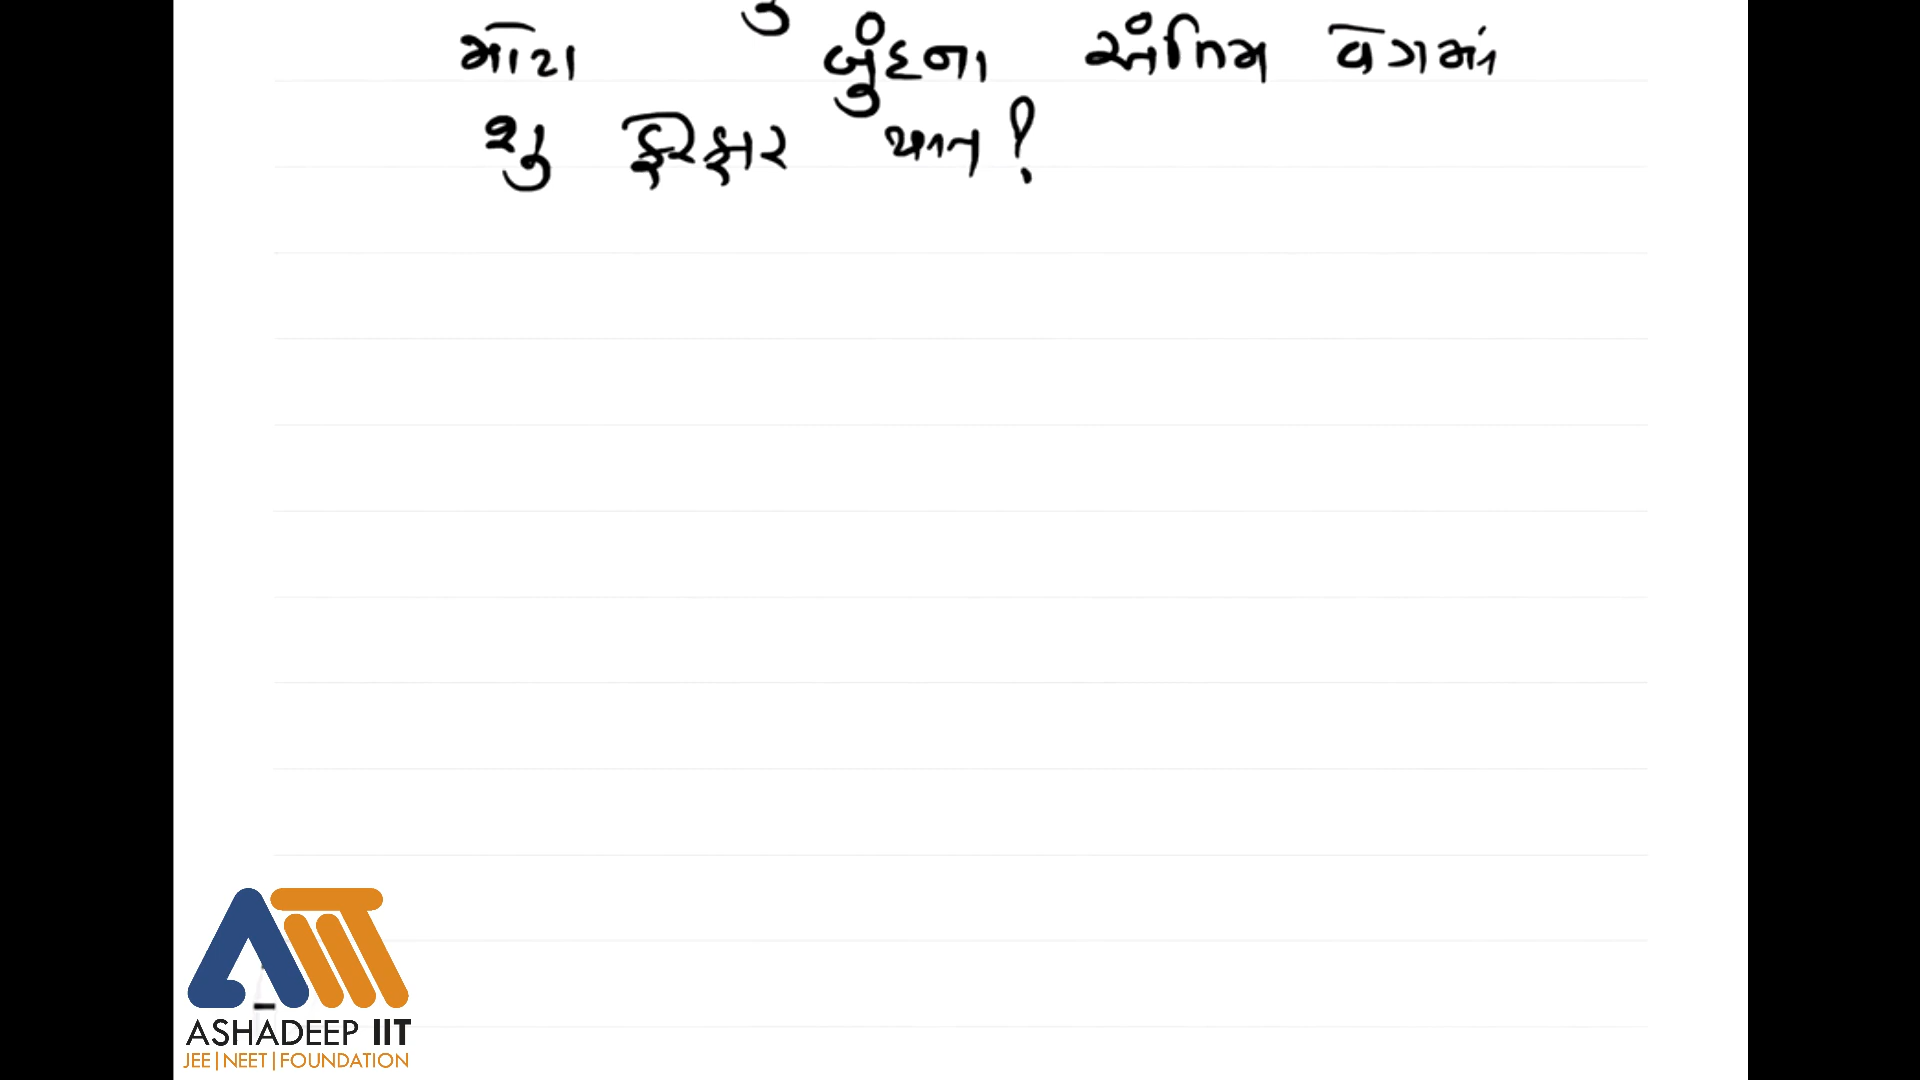 મોટા બુંદના અંતિમ વેગમાં
શુ ફેરફાર થાત?
ASHADEEP IIT
JEE|NEET|FOUNDATION